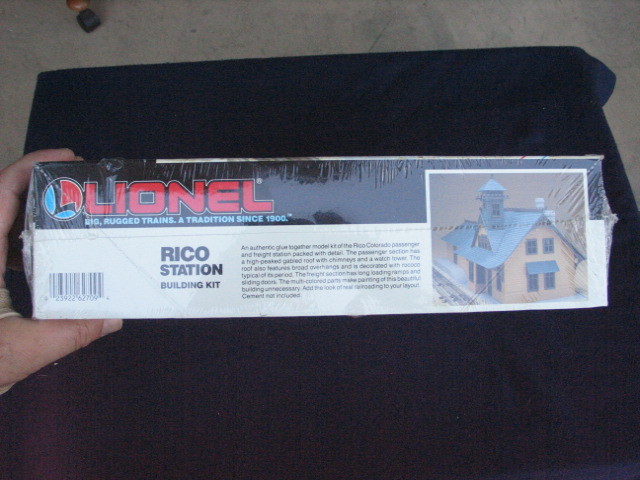 LIONEL®
BIG, RUGGED TRAINS. A TRADITION SINCE 1900.™
RICO
STATION
BUILDING KIT
An authentic glue together model kit of the Rico Colorado passenger
and freight station packed with detail. The passenger section has
a high-peaked gabled roof with chimneys and a watch tower. The
roof also features broad overhangs and is decorated with rococo
typical of its period. The freight section has long loading ramps and
sliding doors. The multi-colored parts make painting of this beautiful
building unnecessary. Add the look of real railroading to your layout.
Cement not included.
23922 62709